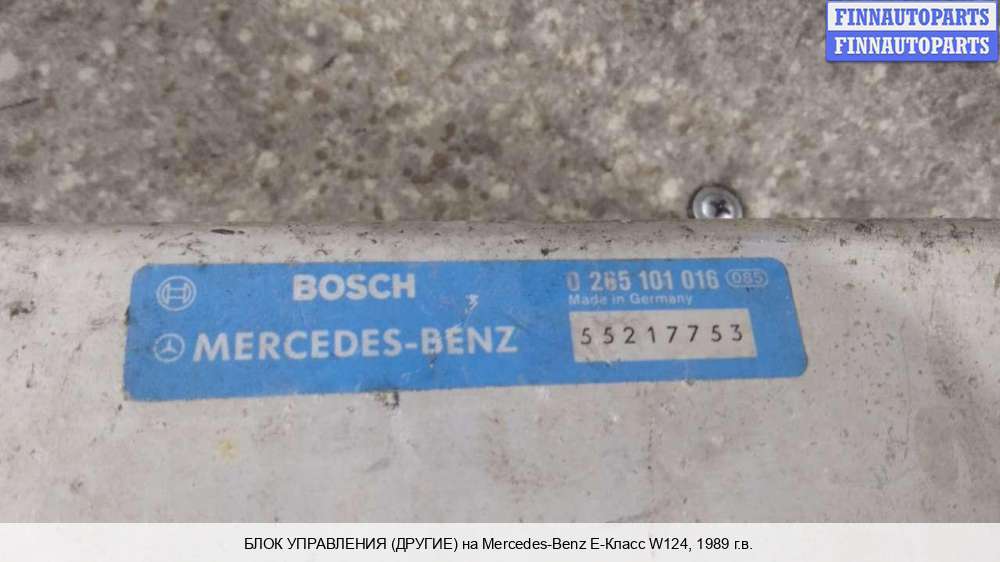 FINNAUTOPARTS
FINNAUTOPARTS
BOSCH
0 265 101 016 085
Made in Germany
MERCEDES-BENZ
55217753
БЛОК УПРАВЛЕНИЯ (ДРУГИЕ) на Mercedes-Benz E-Класс W124, 1989 г.в.